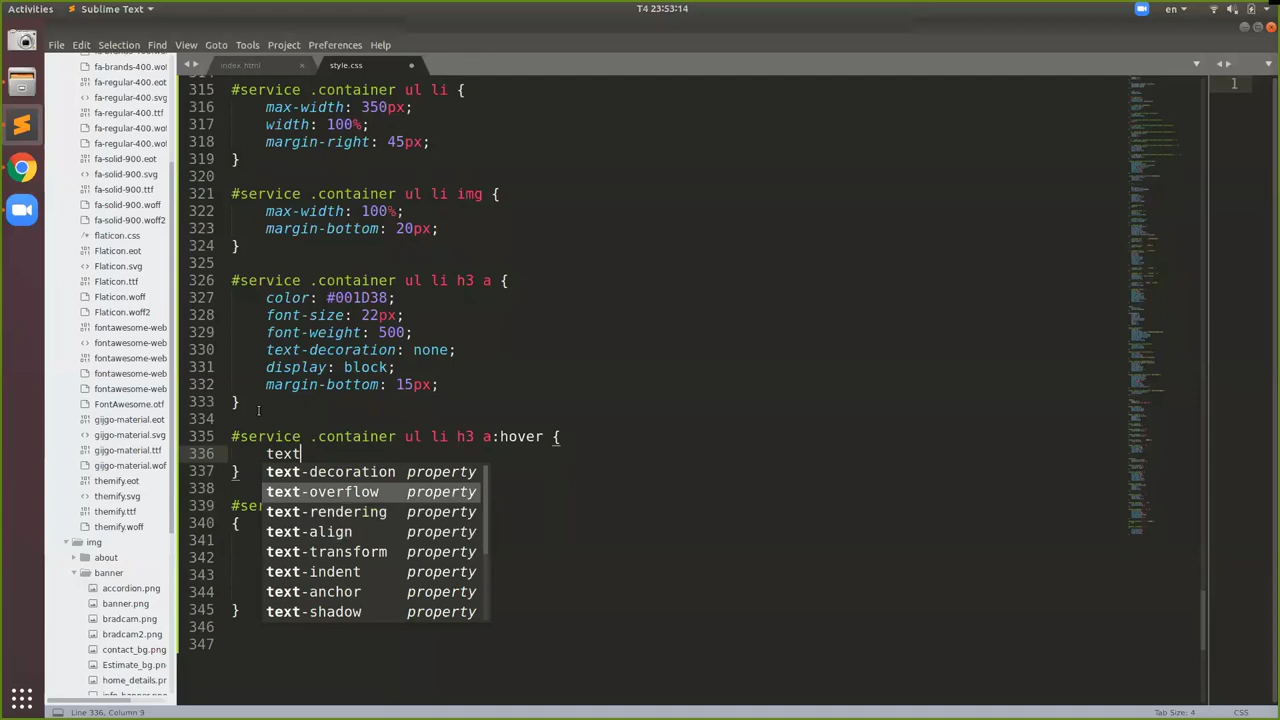 Activities
Sublime Text
T4 23:53:14
en
File Edit Selection Find View Goto Tools Project Preferences Help
index.html
style.css
fa-regular-400.eot
fa-regular-400.svg
fa-regular-400.ttf
fa-regular-400.wo
fa-regular-400.wo
fa-solid-900.eot
fa-solid-900.svg
fa-solid-900.ttf
fa-solid-900.woff
fa-solid-900.woff2
flaticon.css
Flaticon.eot
Flaticon.svg
Flaticon.ttf
Flaticon.woff
Flaticon.woff2
fontawesome-web
fontawesome-web
fontawesome-web
fontawesome-web
fontawesome-web
FontAwesome.otf
gijgo-material.eot
gijgo-material.svg
gijgo-material.ttf
gijgo-material.wof
themify.eot
themify.svg
themify.ttf
themify.woff
img
about
banner
accordion.png
banner.png
bradcam.png
bradcam2.png
contact_bg.png
Estimate_bg.pn
home_details.pr
315 #service .container ul li {
316 max-width: 350px;
317 width: 100%;
318 margin-right: 45px;
319 }
320
321 #service .container ul li img {
322 max-width: 100%;
323 margin-bottom: 20px;
324 }
325
326 #service .container ul li h3 a {
327 color: #001D38;
328 font-size: 22px;
329 font-weight: 500;
330 text-decoration: none;
331 display: block;
332 margin-bottom: 15px;
333 }
334
335 #service .container ul li h3 a:hover {
336 text
337 }
338
339 #ser
340 {
341
342
343
344
345 }
346
347
text-decoration property
text-overflow property
text-rendering property
text-align property
text-transform property
text-indent property
text-anchor property
text-shadow property
1
Line 336, Column 9
Tab Size: 4
CSS